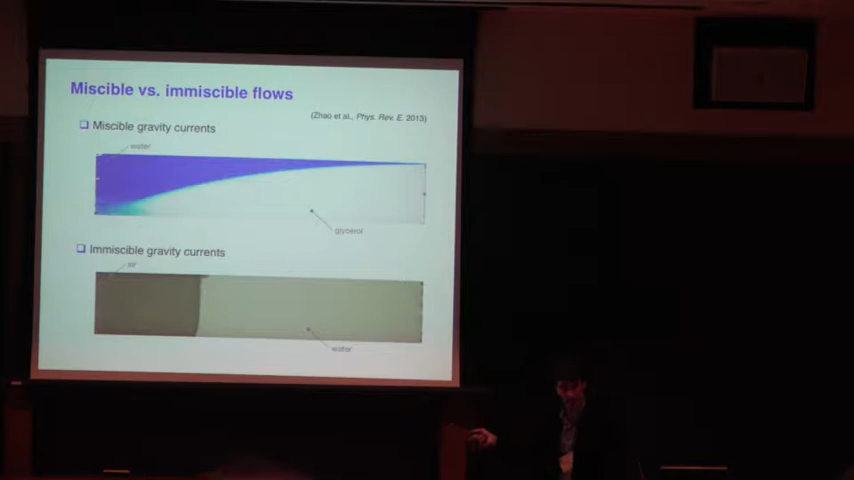 Miscible vs. immiscible flows
(Zhao et al., Phys. Rev. E. 2013)
❑ Miscible gravity currents
water
glycerol
❑ Immiscible gravity currents
air
water